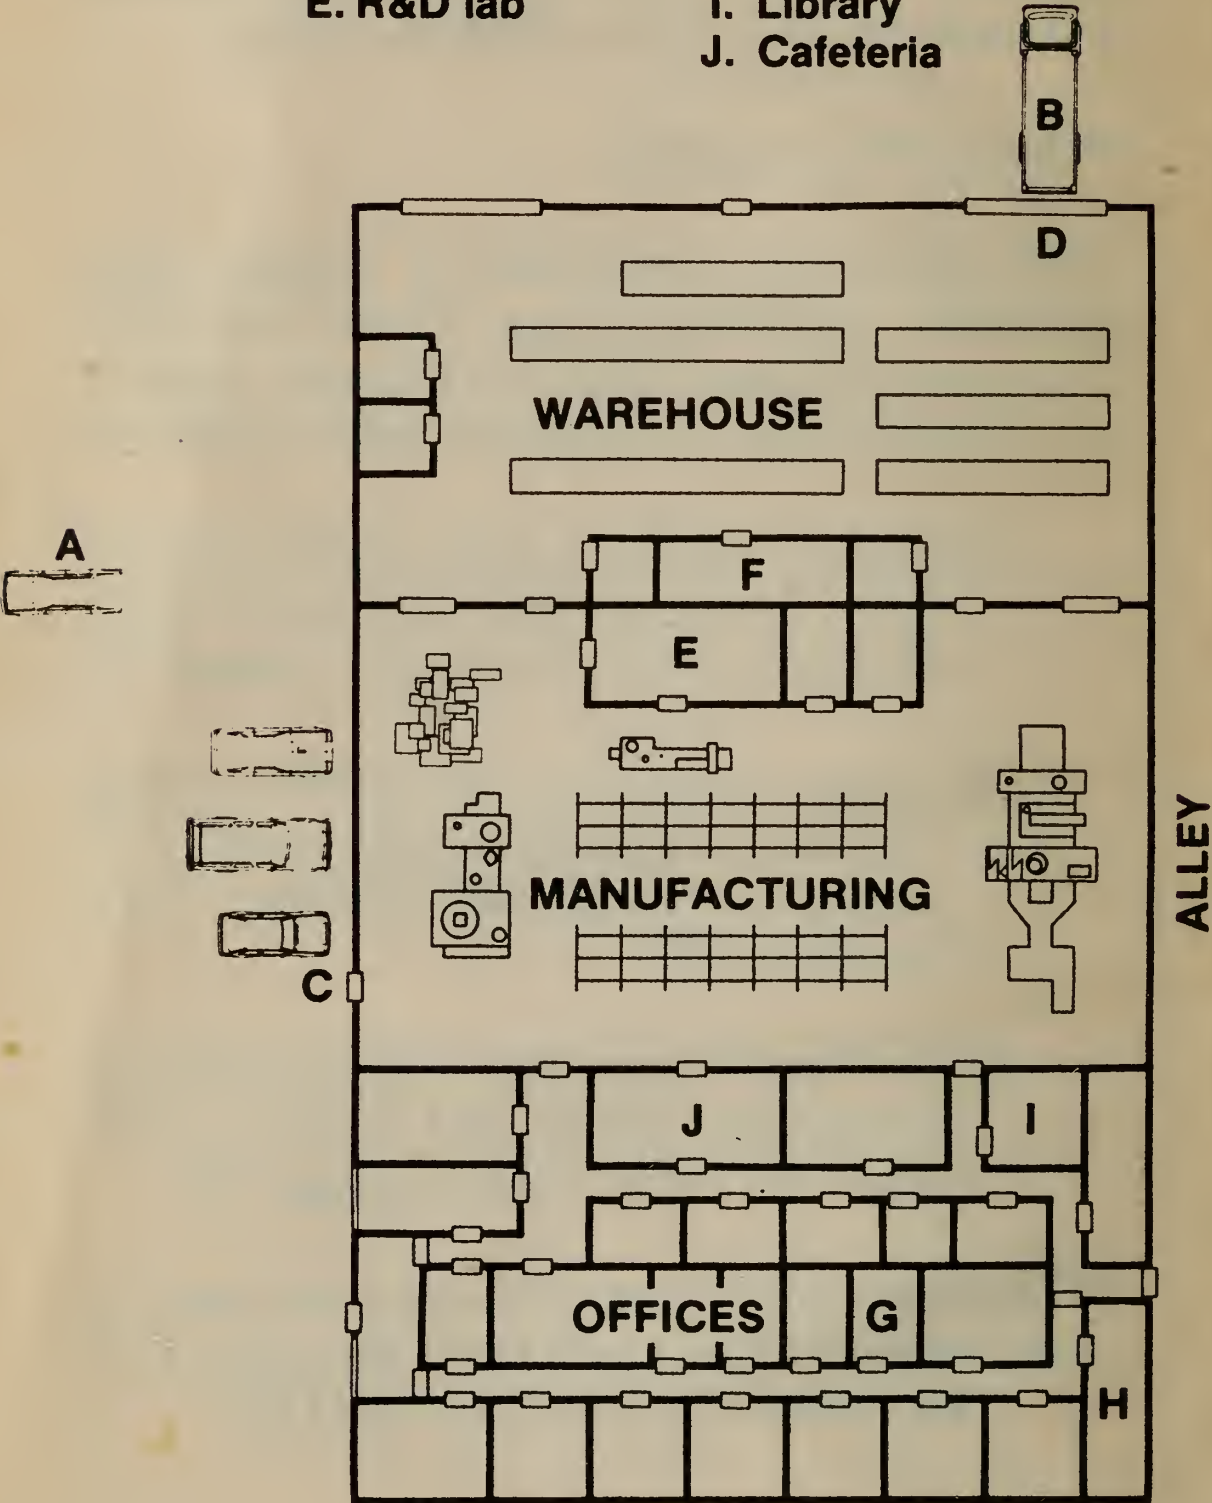 E. R&D lab
I. Library
J. Cafeteria
B
D
WAREHOUSE
A
F
E
ALLEY
MANUFACTURING
C
J
I
OFFICES
G
H